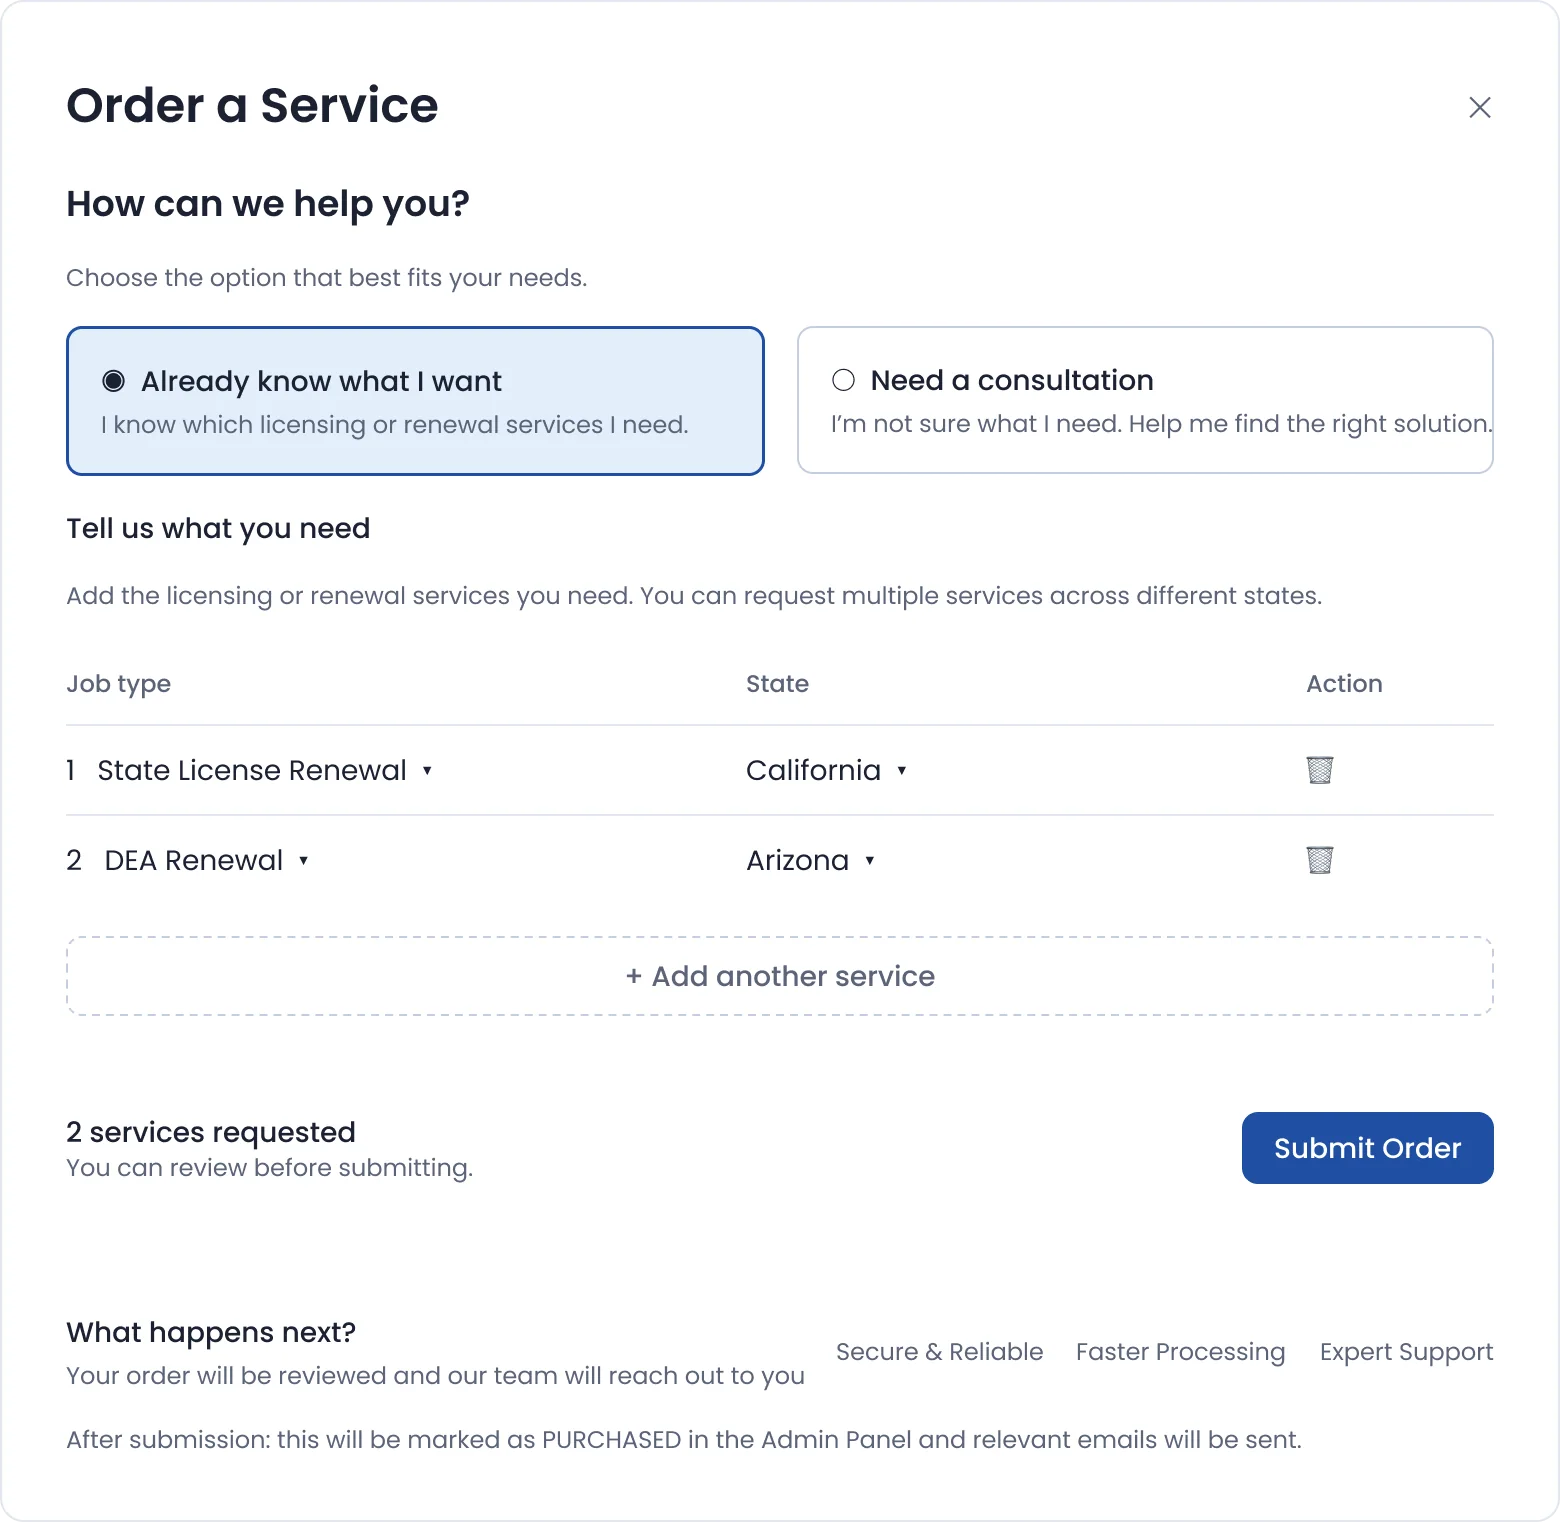 Order a Service
How can we help you?
Choose the option that best fits your needs.
Already know what I want
I know which licensing or renewal services I need.
Need a consultation
I’m not sure what I need. Help me find the right solution.
Tell us what you need
Add the licensing or renewal services you need. You can request multiple services across different states.
Job type State Action
1 State License Renewal ▾ California ▾
2 DEA Renewal ▾ Arizona ▾
+ Add another service
2 services requested
You can review before submitting.
Submit Order
What happens next?
Your order will be reviewed and our team will reach out to you
Secure & Reliable Faster Processing Expert Support
After submission: this will be marked as PURCHASED in the Admin Panel and relevant emails will be sent.